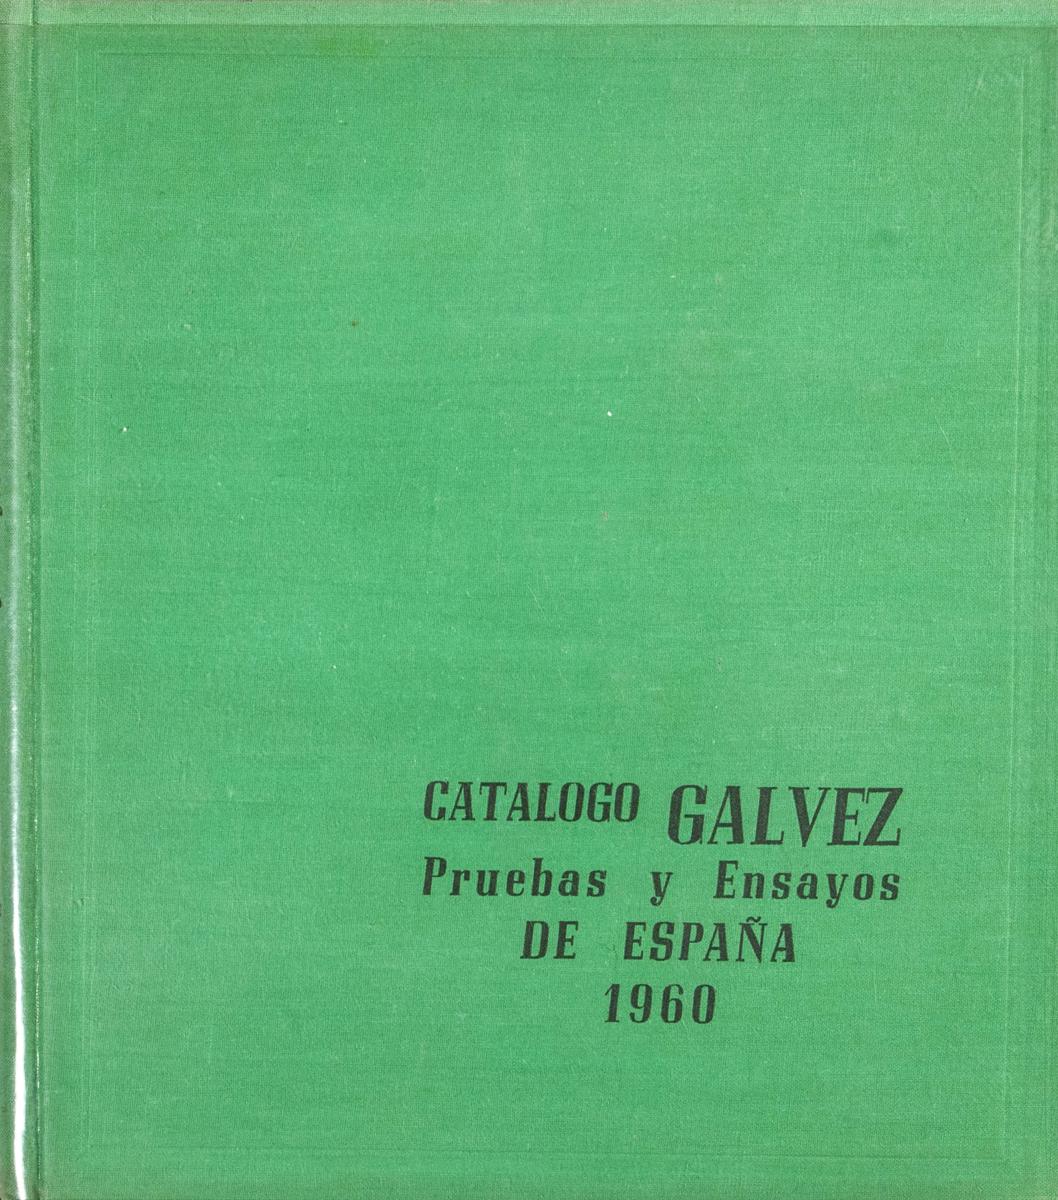 CATALOGO GALVEZ
Pruebas y Ensayos
DE ESPAÑA
1960